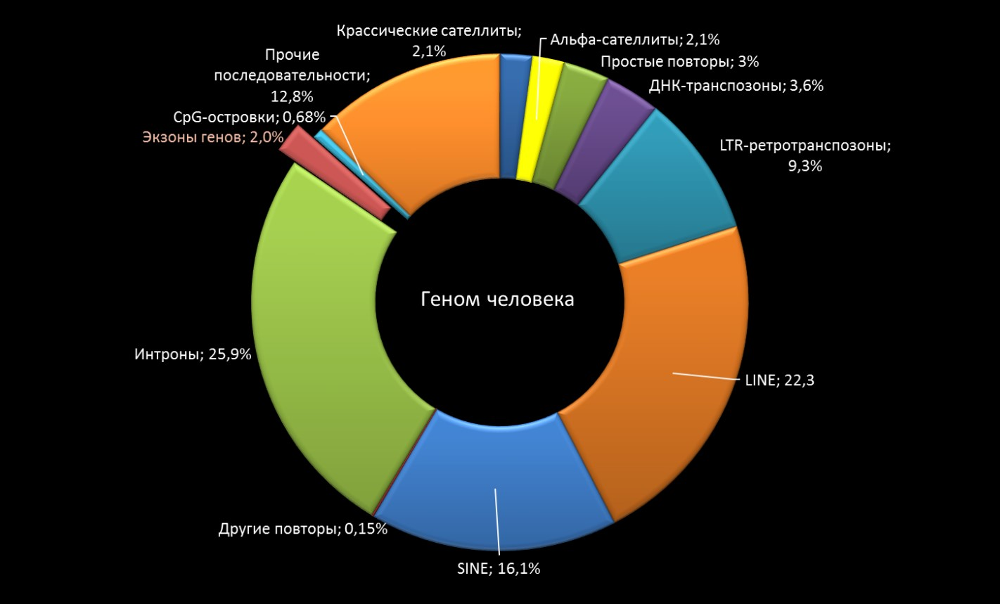 Крассические сателлиты;
2,1%
Альфа-сателлиты; 2,1%
Простые повторы; 3%
ДНК-транспозоны; 3,6%
LTR-ретротранспозоны;
9,3%
LINE; 22,3
SINE; 16,1%
Другие повторы; 0,15%
Интроны; 25,9%
Экзоны генов; 2,0%
CpG-островки; 0,68%
Прочие
последовательности;
12,8%
Геном человека